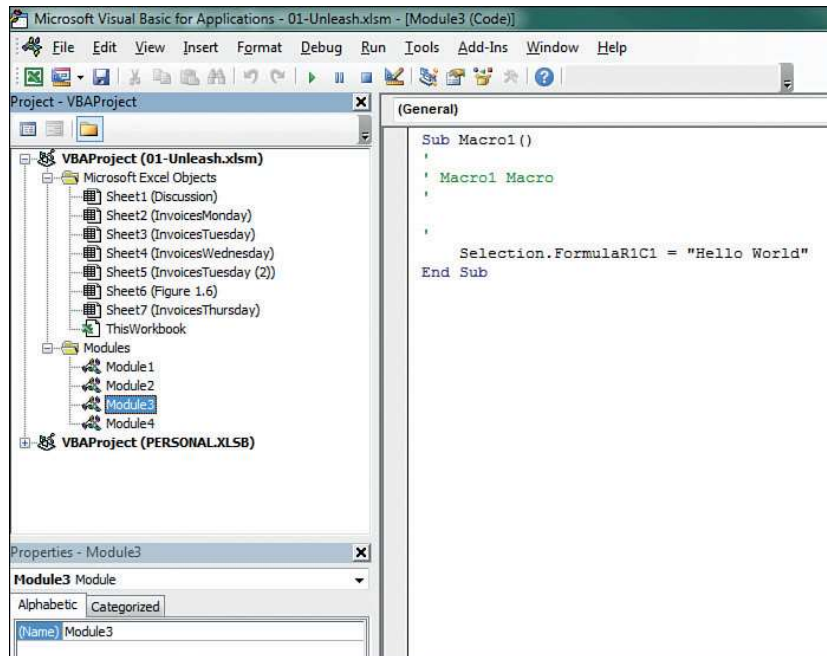 Microsoft Visual Basic for Applications - 01-Unleash.xlsm - [Module3 (Code)]
File Edit View Insert Format Debug Run Tools Add-Ins Window Help
Project - VBAProject
VBAProject (01-Unleash.xlsm)
Microsoft Excel Objects
Sheet1 (Discussion)
Sheet2 (InvoicesMonday)
Sheet3 (InvoicesTuesday)
Sheet4 (InvoicesWednesday)
Sheet5 (InvoicesTuesday (2))
Sheet6 (Figure 1.6)
Sheet7 (InvoicesThursday)
ThisWorkbook
Modules
Module1
Module2
Module3
Module4
VBAProject (PERSONAL.XLSB)
Properties - Module3
Module3 Module
Alphabetic Categorized
(Name) Module3
(General)
Sub Macro1()
'
' Macro1 Macro
'
'
Selection.FormulaR1C1 = "Hello World"
End Sub